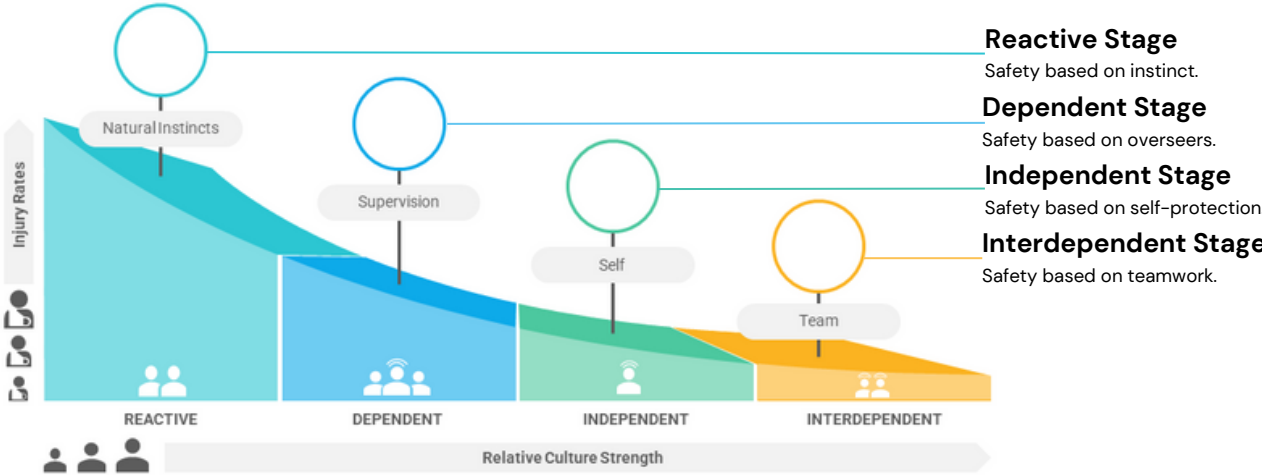 Reactive Stage
Safety based on instinct.
Dependent Stage
Safety based on overseers.
Independent Stage
Safety based on self-protection
Interdependent Stage
Safety based on teamwork.
Natural Instincts
Supervision
Self
Team
Injury Rates
REACTIVE
DEPENDENT
INDEPENDENT
INTERDEPENDENT
Relative Culture Strength